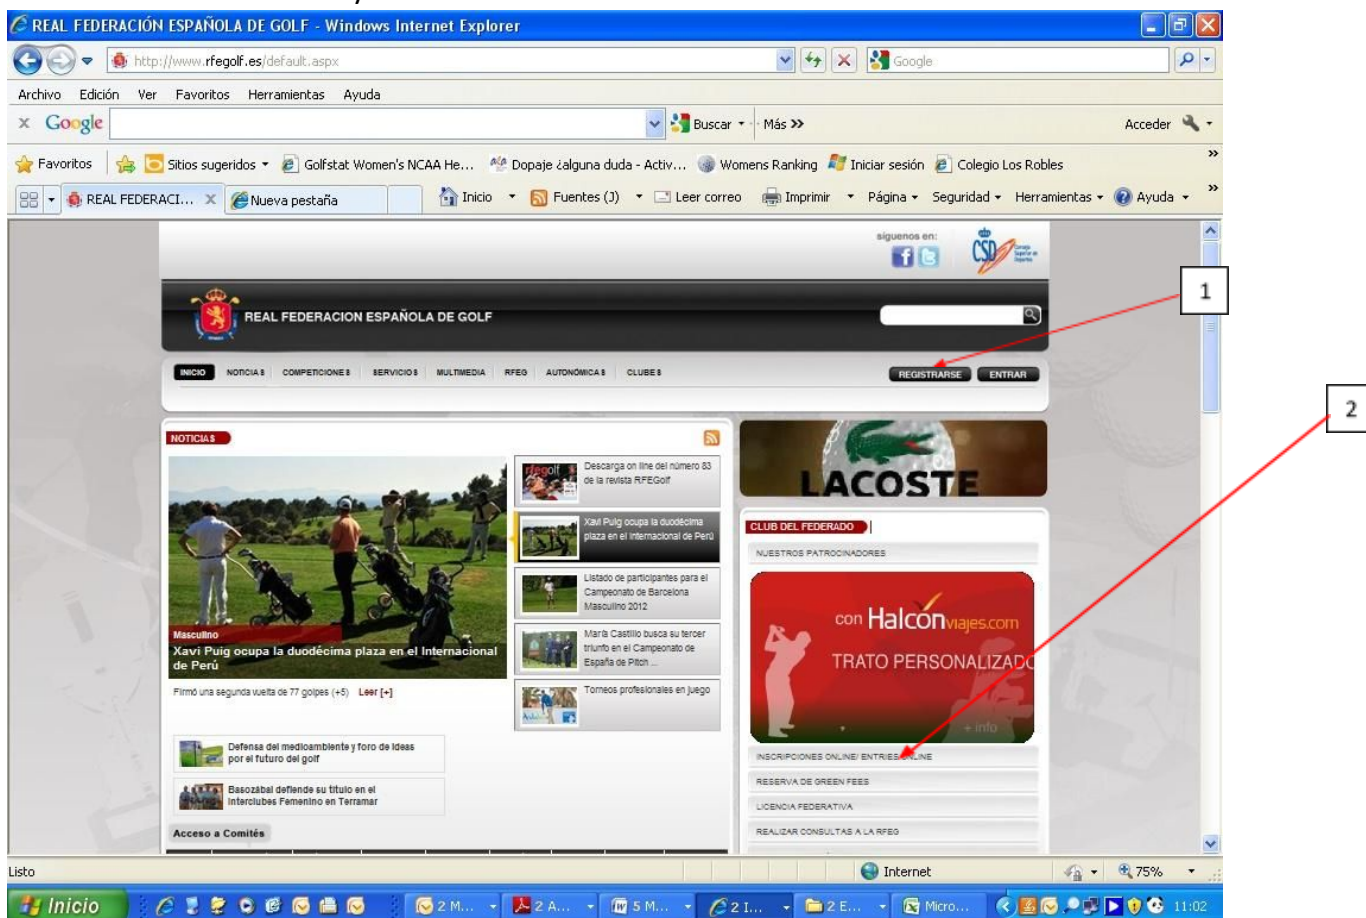 REAL FEDERACIÓN ESPAÑOLA DE GOLF - Windows Internet Explorer
http://www.rfegolf.es/default.aspx
Google
Archivo Edición Ver Favoritos Herramientas Ayuda
x Google Buscar Más >> Acceder
Favoritos Sitios sugeridos Golfstat Women's NCAA He... Dopaje ¿alguna duda - Activ... Womens Ranking Iniciar sesión Colegio Los Robles
REAL FEDERACI... X Nueva pestaña Inicio Fuentes (J) Leer correo Imprimir Página Seguridad Herramientas Ayuda
síguenos en:
CSD
1
REAL FEDERACION ESPAÑOLA DE GOLF
INICIO NOTICIAS COMPETICIONES SERVICIOS MULTIMEDIA RFEG AUTONÓMICAS CLUBES REGISTRARSE ENTRAR
2
NOTICIAS
Descarga on line del número 83
de la revista RFEGolf
Xavi Puig ocupa la duodécima
plaza en el Internacional de Perú
Listado de participantes para el
Campeonato de Barcelona
Masculino 2012
María Castillo busca su tercer
triunfo en el Campeonato de
España de Pitch ...
Torneos profesionales en juego
Masculino
Xavi Puig ocupa la duodécima plaza en el Internacional
de Perú
Firmó una segunda vuelta de 77 golpes (+5) Leer [+]
Defensa del medioambiente y foro de ideas
por el futuro del golf
Basozábal defiende su título en el
Interclubes Femenino en Terramar
Acceso a Comités
LACOSTE
CLUB DEL FEDERADO
NUESTROS PATROCINADORES
con Halcón viajes.com
TRATO PERSONALIZADO
+ info
INSCRIPCIONES ONLINE/ ENTRIES ONLINE
RESERVA DE GREEN FEES
LICENCIA FEDERATIVA
REALIZAR CONSULTAS A LA RFEG
Listo Internet 75%
Inicio 2 M... 2 A... 5 M... 2 I... 2 E... Micro... 11:02